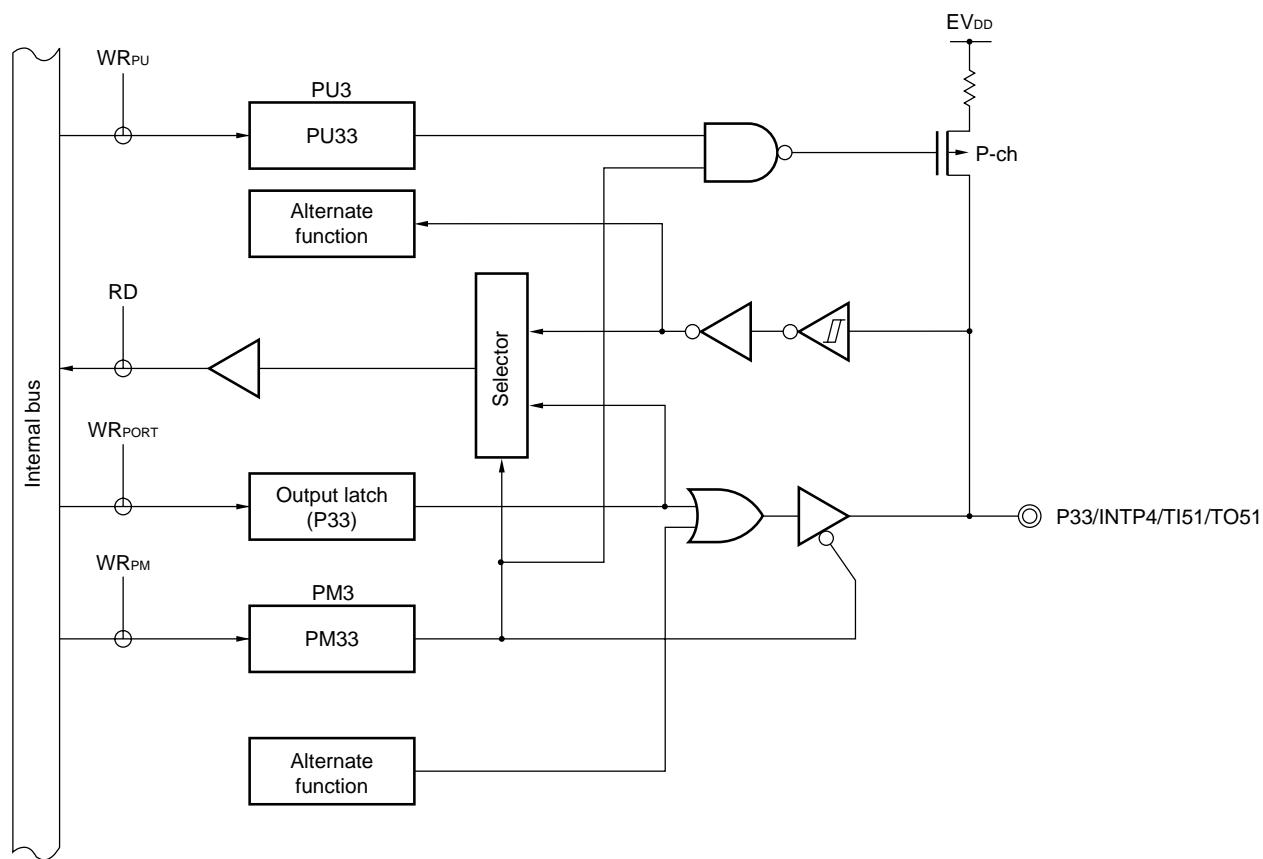 EVDD
WRPU
PU3
PU33
P-ch
Alternate
function
RD
Selector
Internal bus
WRPORT
Output latch
(P33)
P33/INTP4/TI51/TO51
WRPM
PM3
PM33
Alternate
function